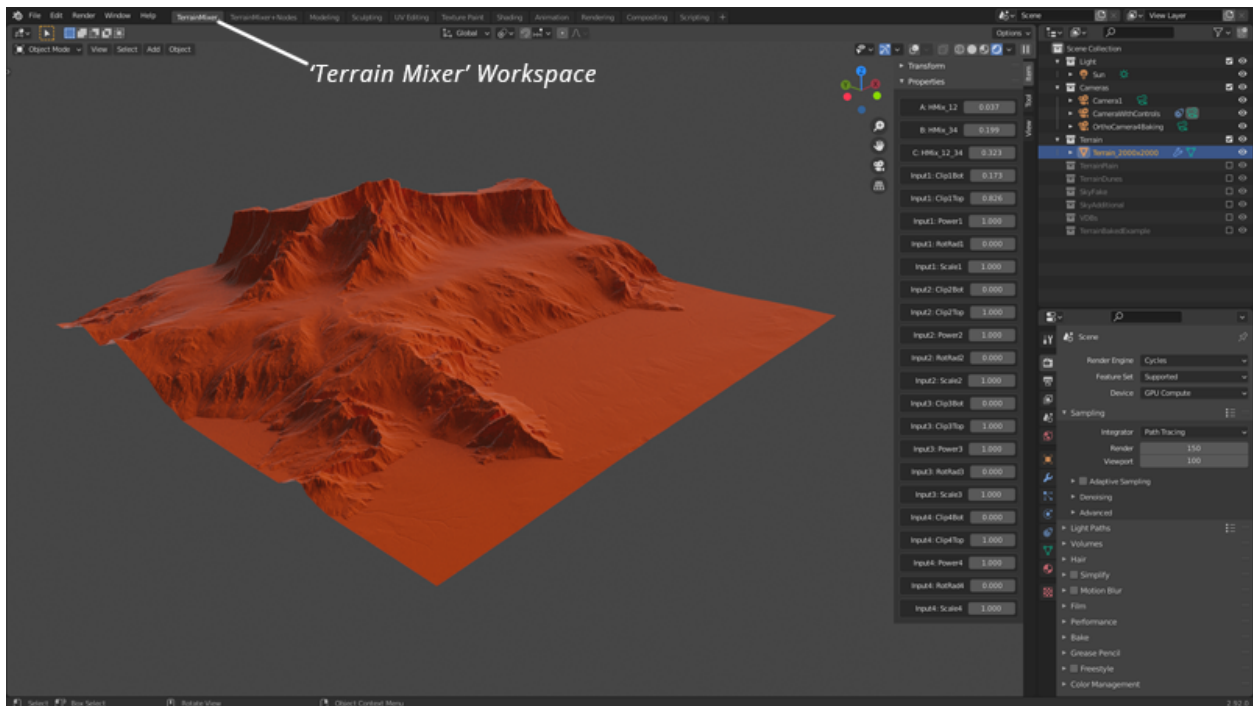 File Edit Render Window Help TerrainMixer TerrainMixer+Nodes Modeling Sculpting UV Editing Texture Paint Shading Animation Rendering Compositing Scripting + Scene View Layer
Global Options
Object Mode View Select Add Object
'Terrain Mixer' Workspace
Transform
Properties
A: HMix_12 0.037
B: HMix_34 0.199
C: HMix_12_34 0.323
Input1: Clip1Bot 0.173
Input1: Clip1Top 0.826
Input1: Power1 1.000
Input1: RotRad1 0.000
Input1: Scale1 1.000
Input2: Clip2Bot 0.000
Input2: Clip2Top 1.000
Input2: Power2 1.000
Input2: RotRad2 0.000
Input2: Scale2 1.000
Input3: Clip3Bot 0.000
Input3: Clip3Top 1.000
Input3: Power3 1.000
Input3: RotRad3 0.000
Input3: Scale3 1.000
Input4: Clip4Bot 0.000
Input4: Clip4Top 1.000
Input4: Power4 1.000
Input4: RotRad4 0.000
Input4: Scale4 1.000
Item
Tool
View
Z
Y
Scene Collection
Light
Sun
Cameras
Camera1
CameraWithControls
OrthoCamera4Baking
Terrain
Terrain_2000x2000
TerrainPlain
TerrainDunes
SkyFake
SkyAdditional
VDBs
TerrainBakedExample
Scene
Render Engine Cycles
Feature Set Supported
Device GPU Compute
Sampling
Integrator Path Tracing
Render 150
Viewport 100
Adaptive Sampling
Denoising
Advanced
Light Paths
Volumes
Hair
Simplify
Motion Blur
Film
Performance
Bake
Grease Pencil
Freestyle
Color Management
Select Box Select Rotate View Object Context Menu 2.92.0